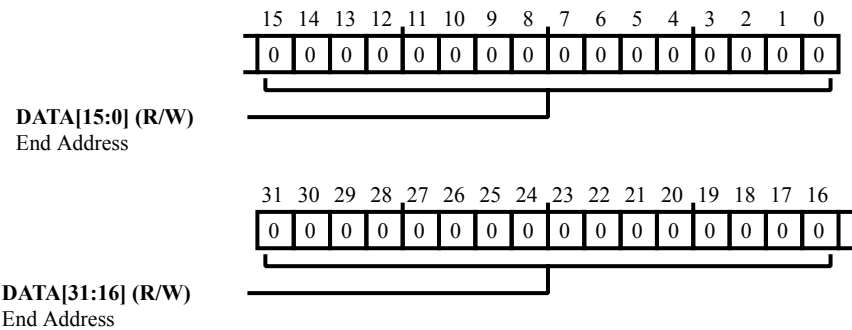 15 14 13 12 11 10 9 8 7 6 5 4 3 2 1 0
0 0 0 0 0 0 0 0 0 0 0 0 0 0 0 0
DATA[15:0] (R/W)
End Address
31 30 29 28 27 26 25 24 23 22 21 20 19 18 17 16
0 0 0 0 0 0 0 0 0 0 0 0 0 0 0 0
DATA[31:16] (R/W)
End Address